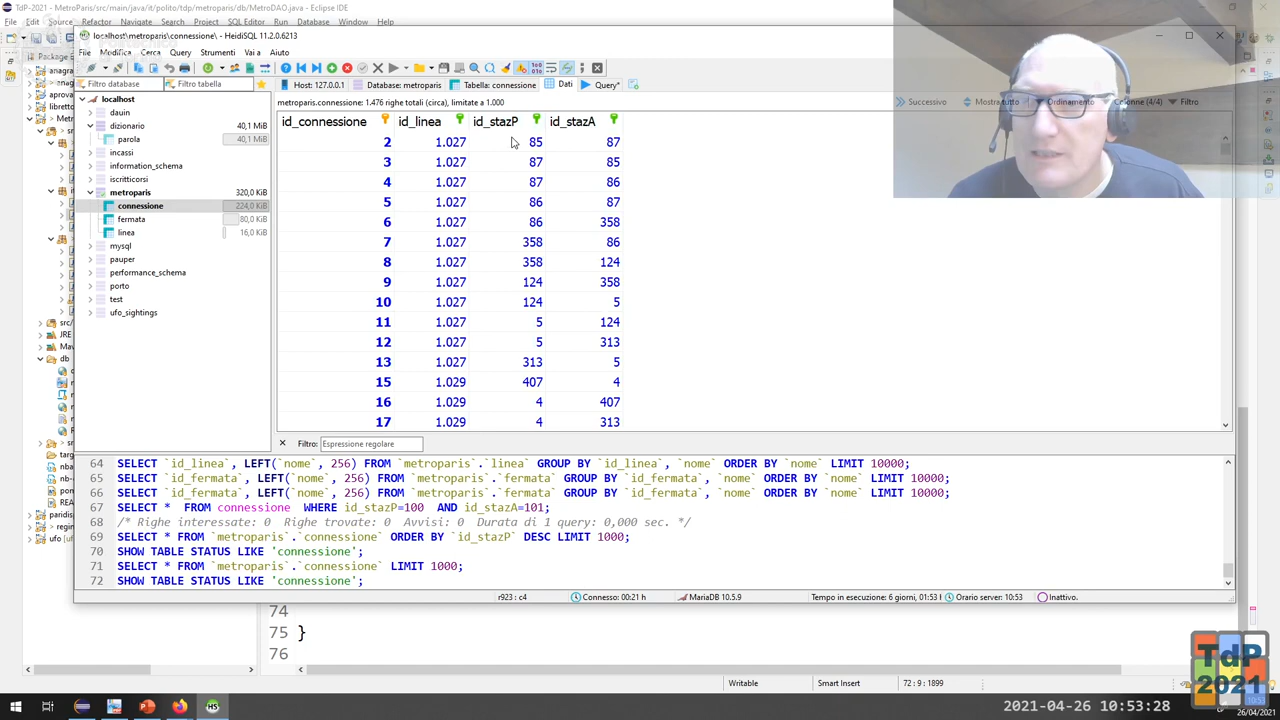 TdP-2021 - MetroParis/src/main/java/it/polito/tdp/metroparis/db/MetroDAO.java - Eclipse IDE
File Edit Source Refactor Navigate Search Project SQL Editor Run Database Window Help
localhost\metroparis\connessione\ - HeidiSQL 11.2.0.6213
File Modifica Cerca Query Strumenti Vai a Aiuto
Filtro database Filtro tabella
Host: 127.0.0.1 Database: metroparis Tabella: connessione Dati Query*
metroparis.connessione: 1.476 righe totali (circa), limitate a 1.000
Successivo Mostra tutto Ordinamento Colonne (4/4) Filtro
localhost
dauin
dizionario 40,1 MiB
parola 40,1 MiB
incassi
information_schema
iscritticorsi
metroparis 320,0 KiB
connessione 224,0 KiB
fermata 80,0 KiB
linea 16,0 KiB
mysql
pauper
performance_schema
porto
test
ufo_sightings
id_connessione id_linea id_stazP id_stazA
2 1.027 85 87
3 1.027 87 85
4 1.027 87 86
5 1.027 86 87
6 1.027 86 358
7 1.027 358 86
8 1.027 358 124
9 1.027 124 358
10 1.027 124 5
11 1.027 5 124
12 1.027 5 313
13 1.027 313 5
15 1.029 407 4
16 1.029 4 407
17 1.029 4 313
Filtro: Espressione regolare
64 SELECT `id_linea`, LEFT(`nome`, 256) FROM `metroparis`.`linea` GROUP BY `id_linea`, `nome` ORDER BY `nome` LIMIT 10000;
65 SELECT `id_fermata`, LEFT(`nome`, 256) FROM `metroparis`.`fermata` GROUP BY `id_fermata`, `nome` ORDER BY `nome` LIMIT 10000;
66 SELECT `id_fermata`, LEFT(`nome`, 256) FROM `metroparis`.`fermata` GROUP BY `id_fermata`, `nome` ORDER BY `nome` LIMIT 10000;
67 SELECT * FROM connessione WHERE id_stazP=100 AND id_stazA=101;
68 /* Righe interessate: 0 Righe trovate: 0 Avvisi: 0 Durata di 1 query: 0,000 sec. */
69 SELECT * FROM `metroparis`.`connessione` ORDER BY `id_stazP` DESC LIMIT 1000;
70 SHOW TABLE STATUS LIKE 'connessione';
71 SELECT * FROM `metroparis`.`connessione` LIMIT 1000;
72 SHOW TABLE STATUS LIKE 'connessione';
r923 : c4 Connesso: 00:21 h MariaDB 10.5.9 Tempo in esecuzione: 6 giorni, 01:53 h Orario server: 10:53 Inattivo.
74
75 }
76
Writable Smart Insert 72 : 9 : 1899
TdP
2021
2021-04-26 10:53:28
26/04/2021